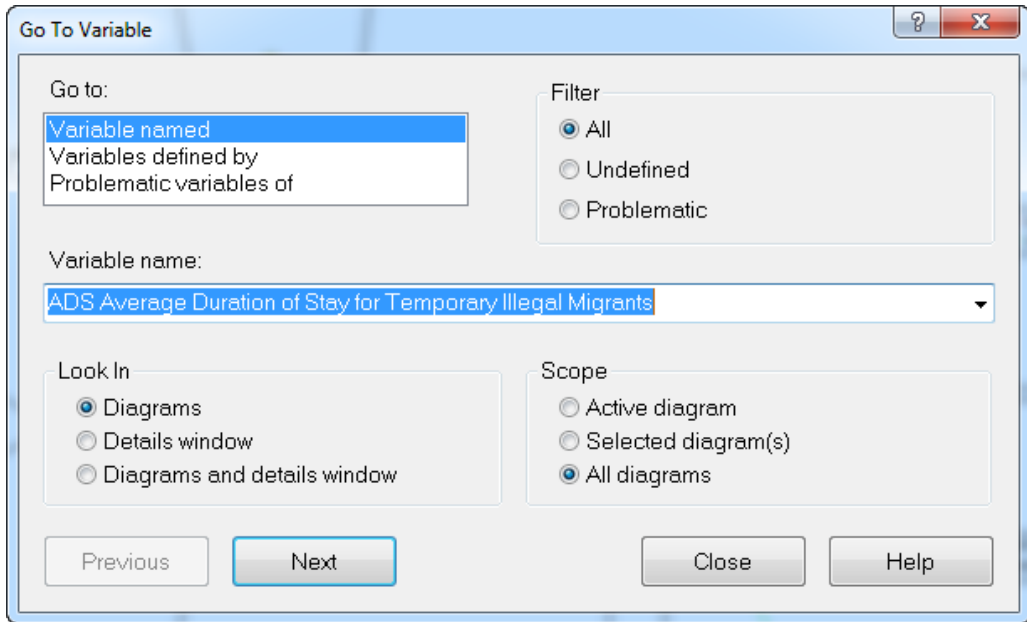 Go To Variable
Go to:
Variable named
Variables defined by
Problematic variables of
Filter
All
Undefined
Problematic
Variable name:
ADS Average Duration of Stay for Temporary Illegal Migrants
Look In
Diagrams
Details window
Diagrams and details window
Scope
Active diagram
Selected diagram(s)
All diagrams
Previous
Next
Close
Help